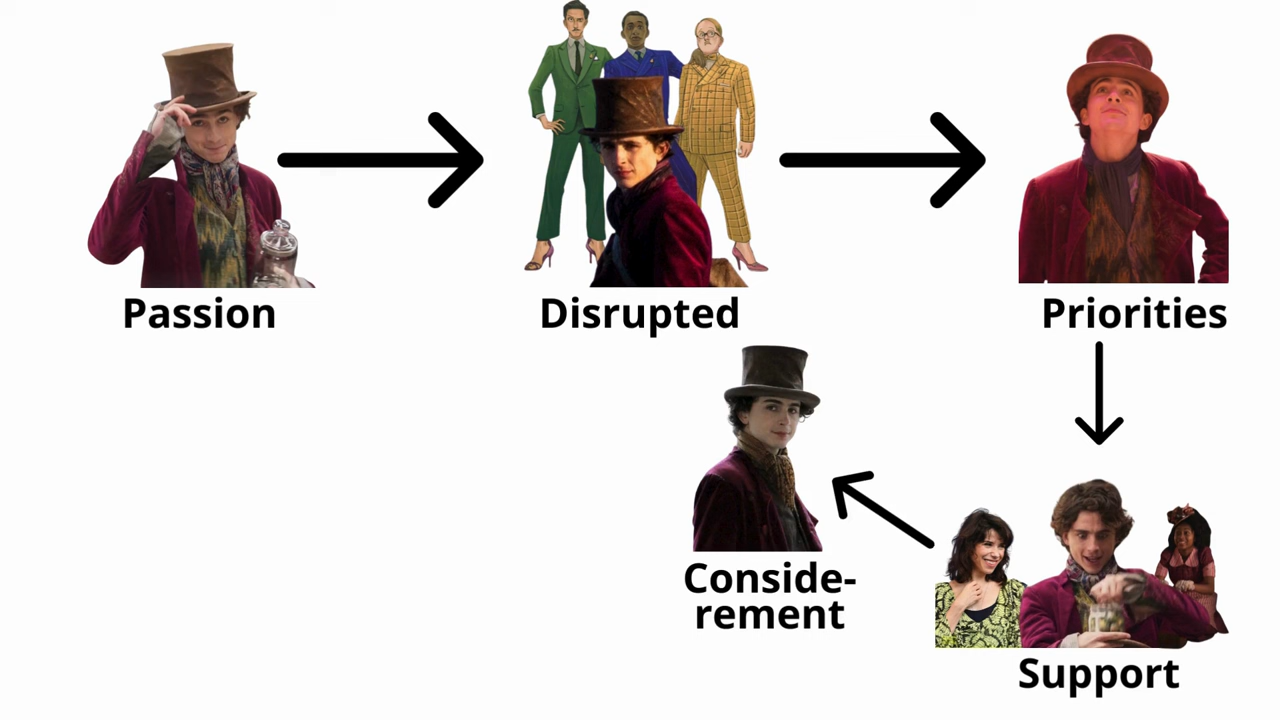 Passion
Disrupted
Priorities
Conside-
rement
Support